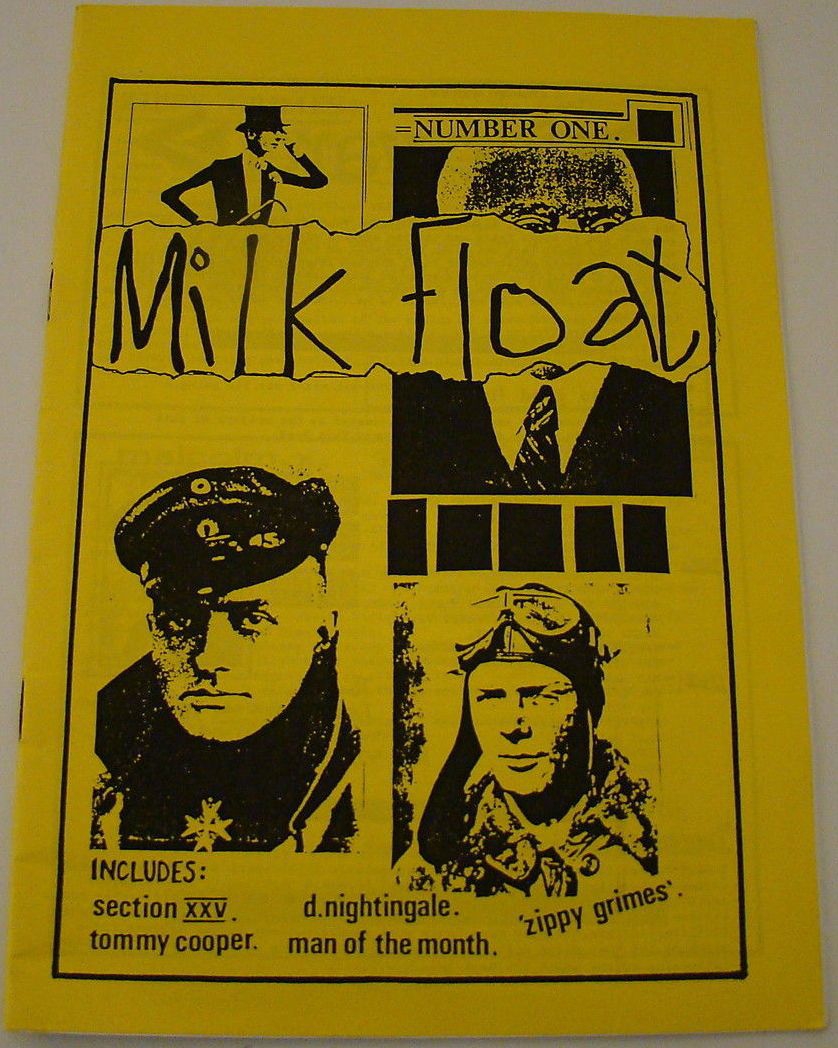 =NUMBER ONE.
Milk Float
INCLUDES:
section XXV.
tommy cooper.
d.nightingale.
man of the month.
'zippy grimes'.